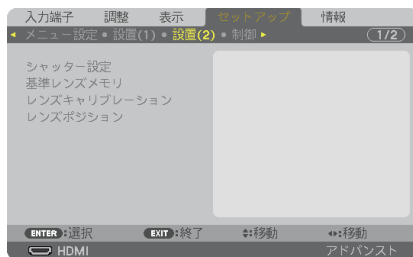 入力端子 調整 表示 セットアップ 情報
◂ メニュー設定 • 設置(1) • 設置(2) • 制御 ▸ 1/2
シャッター設定
基準レンズメモリ
レンズキャリブレーション
レンズポジション
ENTER:選択 EXIT:終了 :移動 :移動
HDMI アドバンスト